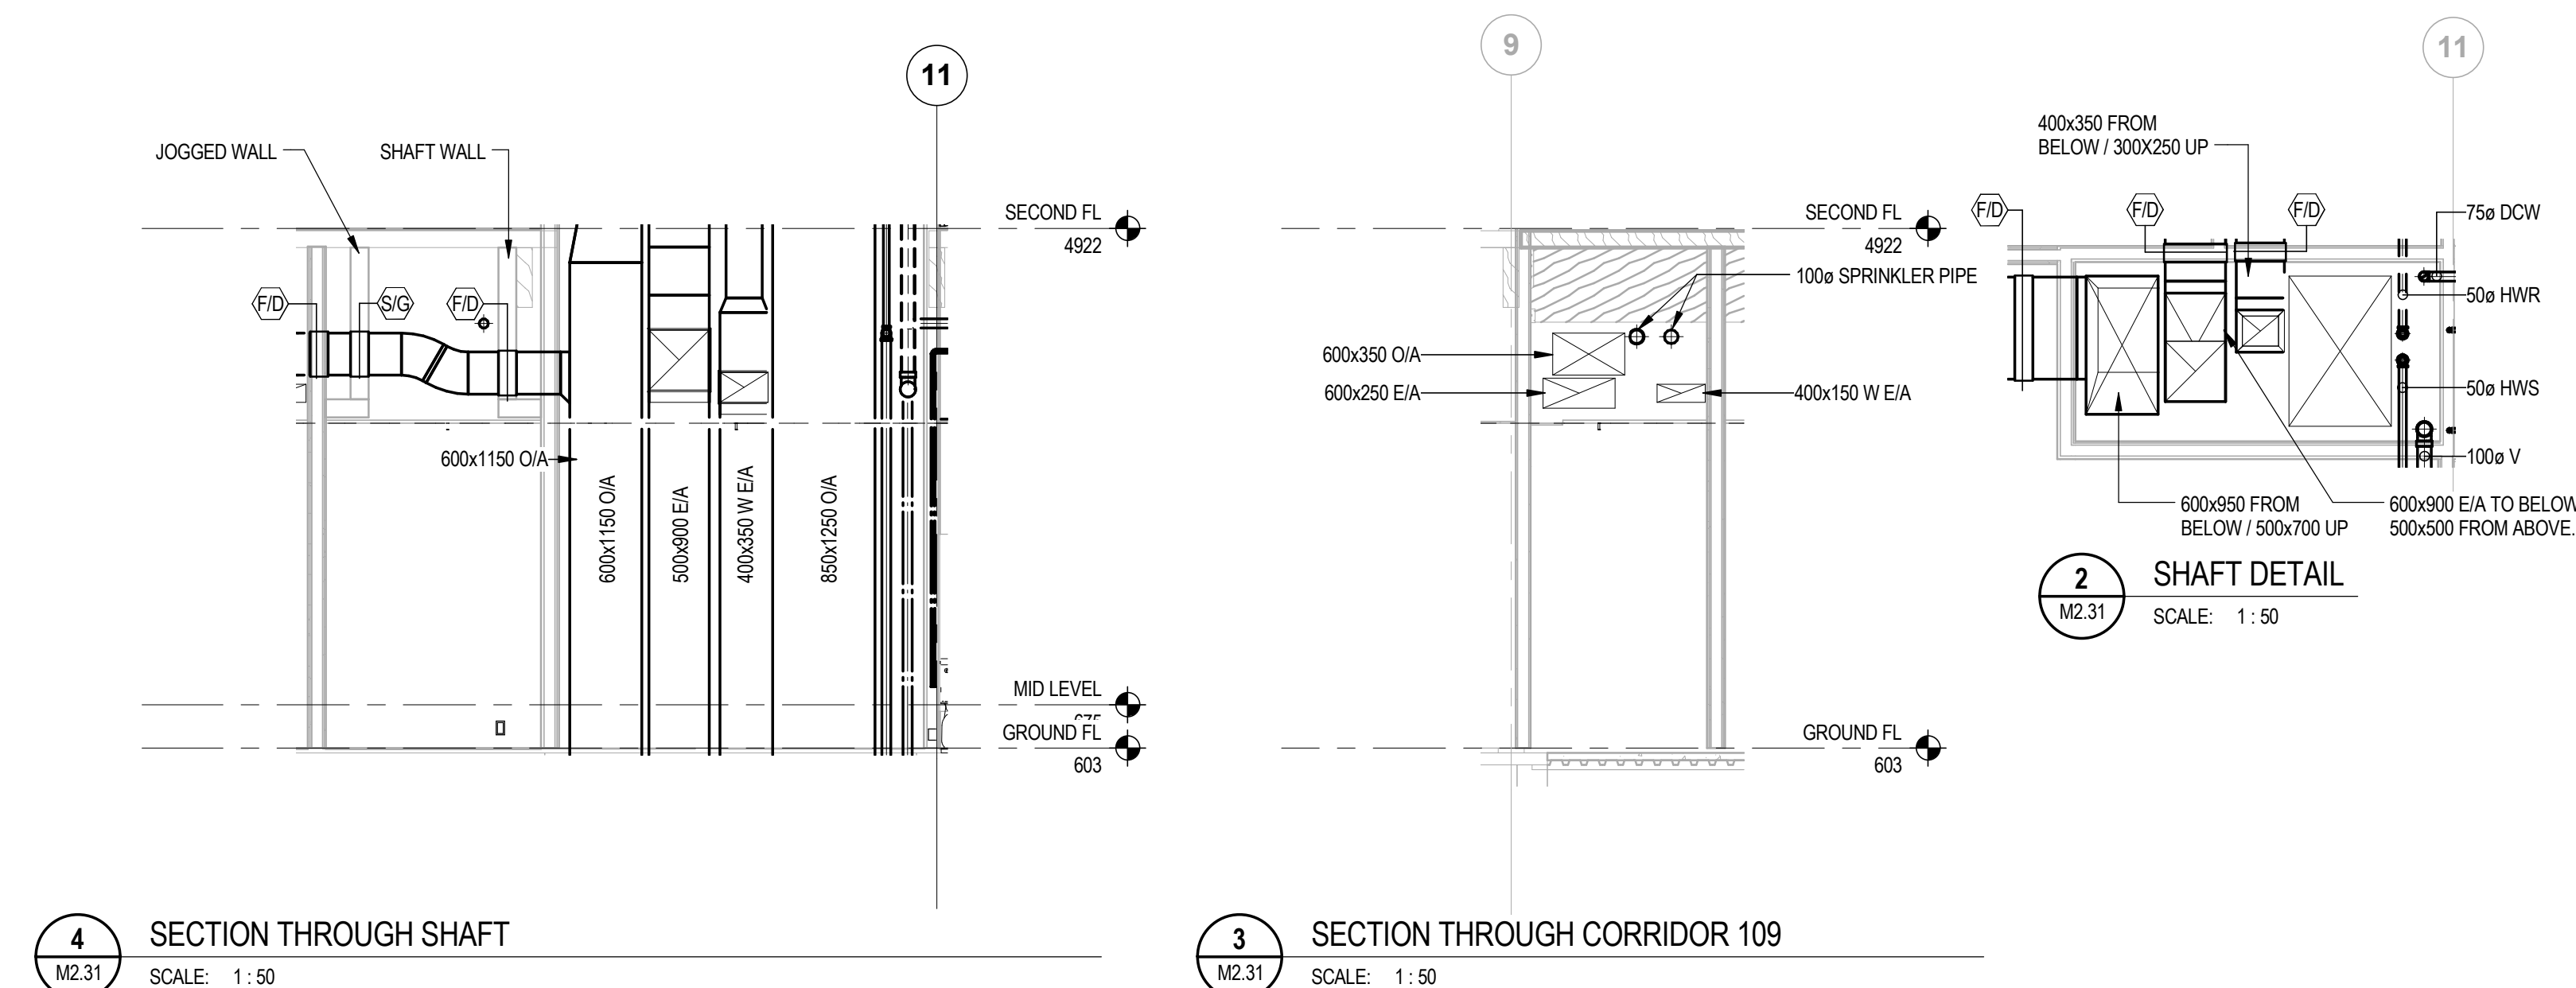 11
JOGGED WALL
SHAFT WALL
SECOND FL
4922
F/D
S/G
F/D
600x1150 O/A
600x1150 O/A
500x900 E/A
400x350 W E/A
850x1250 O/A
MID LEVEL
GROUND FL
603
4
M2.31
SECTION THROUGH SHAFT
SCALE: 1 : 50
9
SECOND FL
4922
100ø SPRINKLER PIPE
600x350 O/A
600x250 E/A
400x150 W E/A
GROUND FL
603
3
M2.31
SECTION THROUGH CORRIDOR 109
SCALE: 1 : 50
11
400x350 FROM
BELOW / 300X250 UP
F/D
F/D
F/D
75ø DCW
50ø HWR
50ø HWS
100ø V
600x950 FROM
BELOW / 500x700 UP
600x900 E/A TO BELOW
500x500 FROM ABOVE.
2
M2.31
SHAFT DETAIL
SCALE: 1 : 50